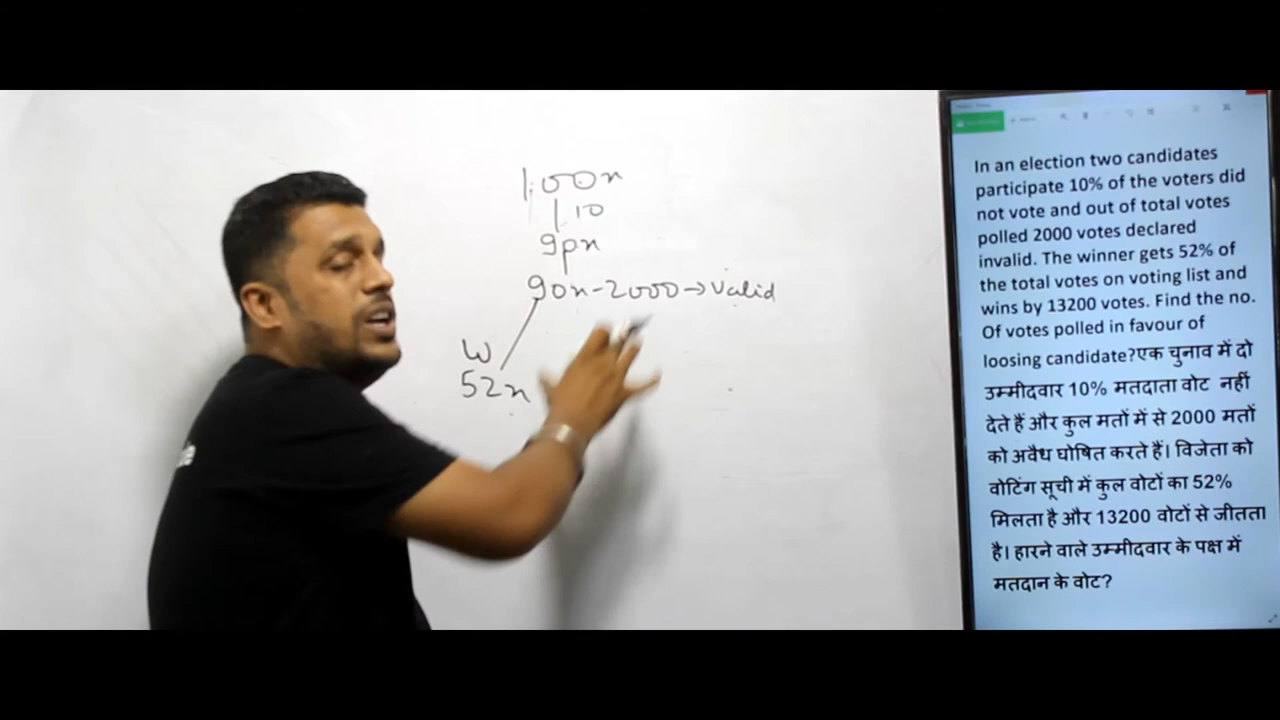 1,00x
10
90x
90x-2000→valid
W
52x
In an election two candidates
participate 10% of the voters did
not vote and out of total votes
polled 2000 votes declared
invalid. The winner gets 52% of
the total votes on voting list and
wins by 13200 votes. Find the no.
Of votes polled in favour of
loosing candidate?एक चुनाव में दो
उम्मीदवार 10% मतदाता वोट नहीं
देते हैं और कुल मतों में से 2000 मतों
को अवैध घोषित करते हैं। विजेता को
वोटिंग सूची में कुल वोटों का 52%
मिलता है और 13200 वोटों से जीतता
है। हारने वाले उम्मीदवार के पक्ष में
मतदान के वोट?